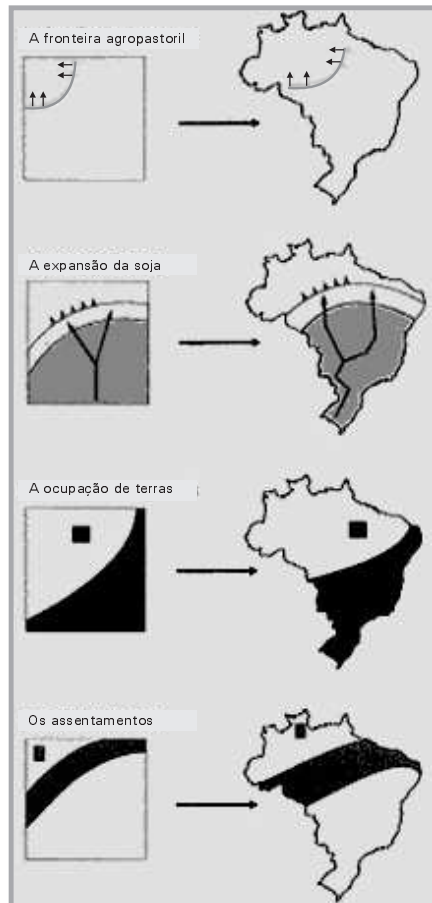 A fronteira agropastoril
A expansão da soja
A ocupação de terras
Os assentamentos